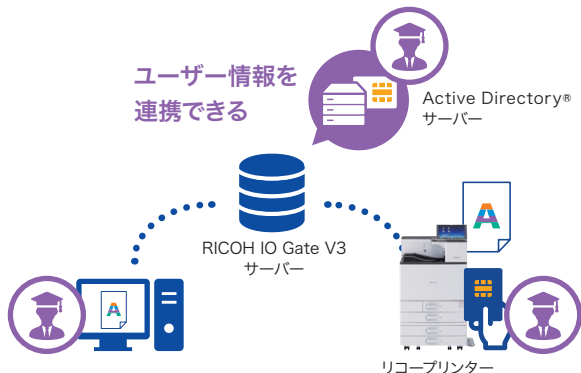 ユーザー情報を
連携できる
Active Directory®
サーバー
RICOH IO Gate V3
サーバー
A
A
リコープリンター